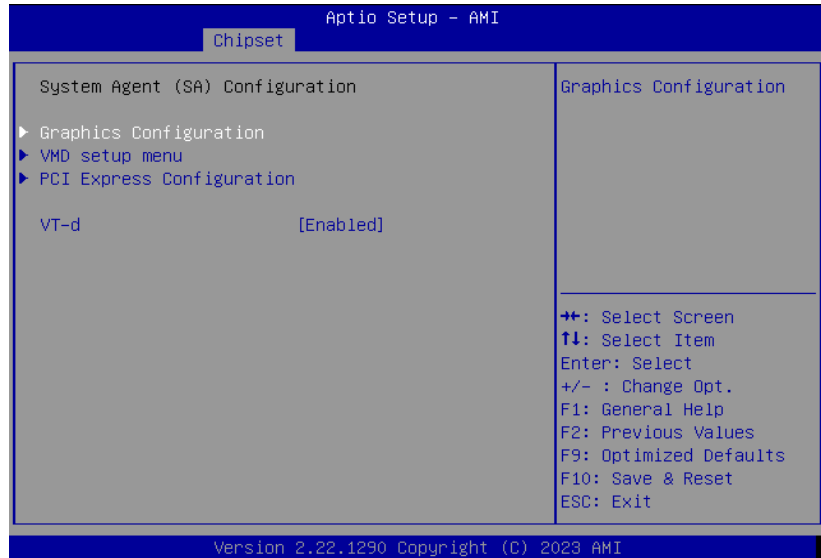 Aptio Setup – AMI
Chipset
System Agent (SA) Configuration
Graphics Configuration
▶ Graphics Configuration
▶ VMD setup menu
▶ PCI Express Configuration
VT-d [Enabled]
→←: Select Screen
↑↓: Select Item
Enter: Select
+/- : Change Opt.
F1: General Help
F2: Previous Values
F9: Optimized Defaults
F10: Save & Reset
ESC: Exit
Version 2.22.1290 Copyright (C) 2023 AMI